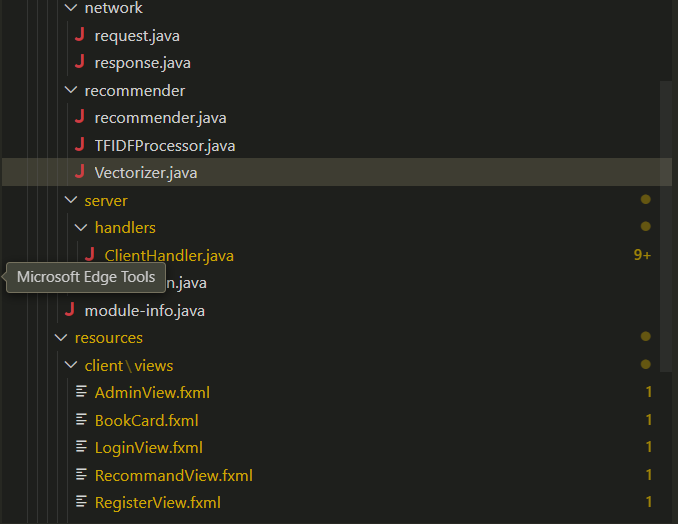 network
request.java
response.java
recommender
recommender.java
TFIDFProcessor.java
Vectorizer.java
server
handlers
ClientHandler.java 9+
Microsoft Edge Tools n.java
module-info.java
resources
client\views
AdminView.fxml 1
BookCard.fxml 1
LoginView.fxml 1
RecommandView.fxml 1
RegisterView.fxml 1